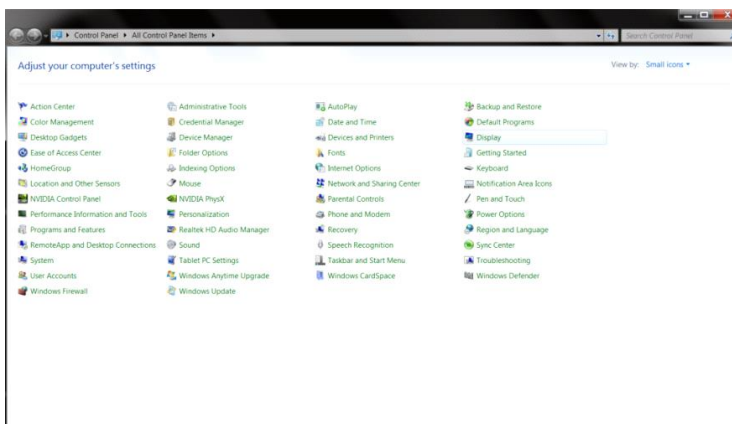 Control Panel All Control Panel Items Search Control Panel
Adjust your computer's settings View by: Small icons
Action Center Administrative Tools AutoPlay Backup and Restore
Color Management Credential Manager Date and Time Default Programs
Desktop Gadgets Device Manager Devices and Printers Display
Ease of Access Center Folder Options Fonts Getting Started
HomeGroup Indexing Options Internet Options Keyboard
Location and Other Sensors Mouse Network and Sharing Center Notification Area Icons
NVIDIA Control Panel NVIDIA PhysX Parental Controls Pen and Touch
Performance Information and Tools Personalization Phone and Modem Power Options
Programs and Features Realtek HD Audio Manager Recovery Region and Language
RemoteApp and Desktop Connections Sound Speech Recognition Sync Center
System Tablet PC Settings Taskbar and Start Menu Troubleshooting
User Accounts Windows Anytime Upgrade Windows CardSpace Windows Defender
Windows Firewall Windows Update